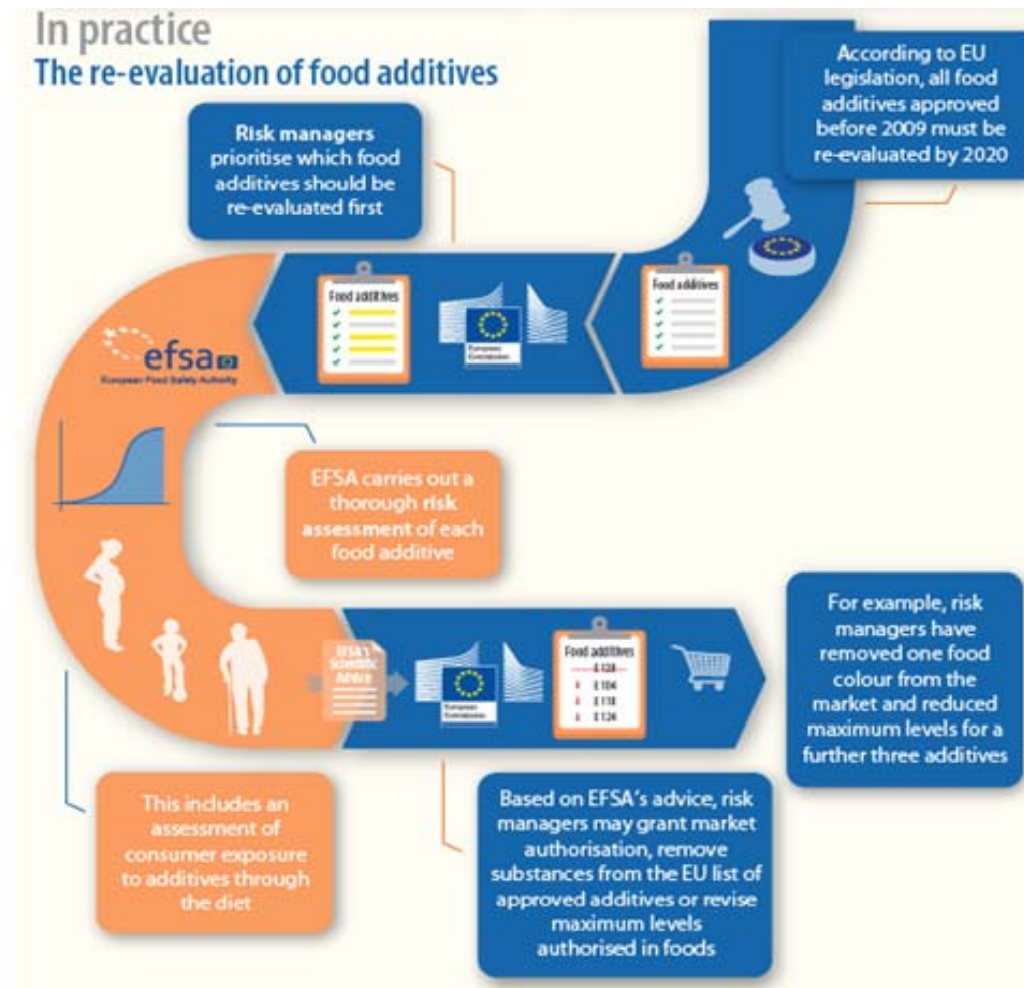 In practice
The re-evaluation of food additives
According to EU
legislation, all food
additives approved
before 2009 must be
re-evaluated by 2020
Risk managers
prioritise which food
additives should be
re-evaluated first
Food additives
European
Commission
Food additives
efsa
European Food Safety Authority
EFSA carries out a
thorough risk
assessment of each
food additive
For example, risk
managers have
removed one food
colour from the
market and reduced
maximum levels for a
further three additives
EFSA's
Scientific
Advice
European
Commission
Food additives
E 128
E 104
E 110
E 124
This includes an
assessment of
consumer exposure
to additives through
the diet
Based on EFSA's advice, risk
managers may grant market
authorisation, remove
substances from the EU list of
approved additives or revise
maximum levels
authorised in foods